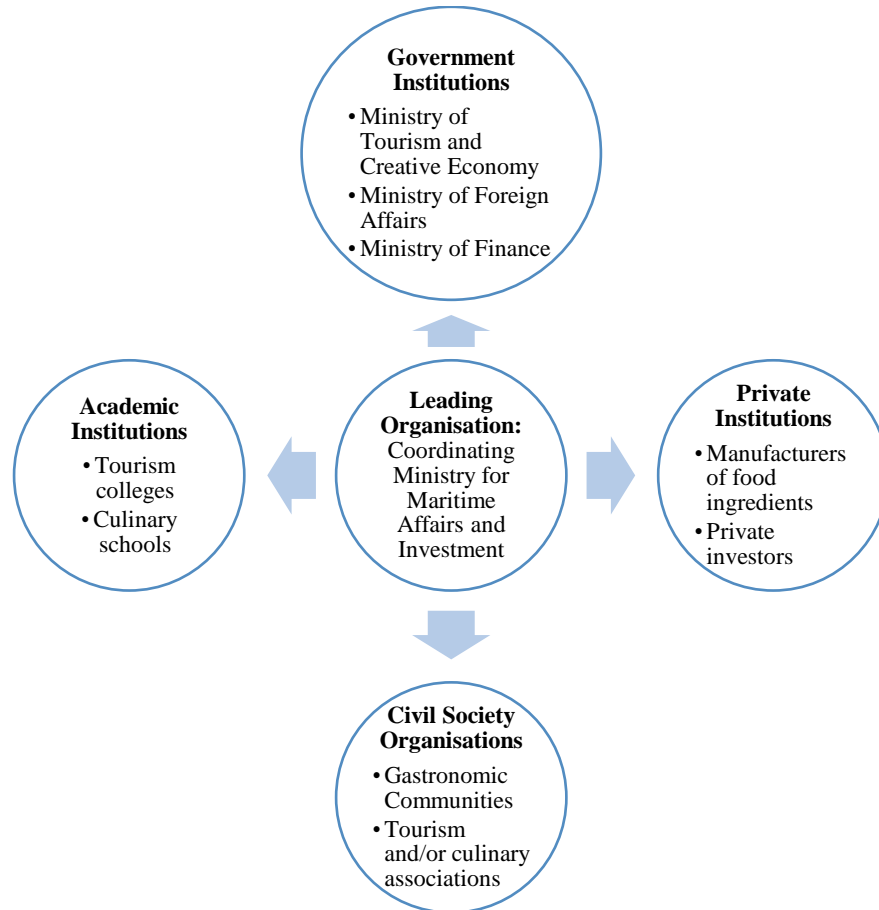 Government
Institutions
• Ministry of
Tourism and
Creative Economy
• Ministry of Foreign
Affairs
• Ministry of Finance
Academic
Institutions
• Tourism
colleges
• Culinary
schools
Leading
Organisation:
Coordinating
Ministry for
Maritime
Affairs and
Investment
Private
Institutions
• Manufacturers
of food
ingredients
• Private
investors
Civil Society
Organisations
• Gastronomic
Communities
• Tourism
and/or culinary
associations